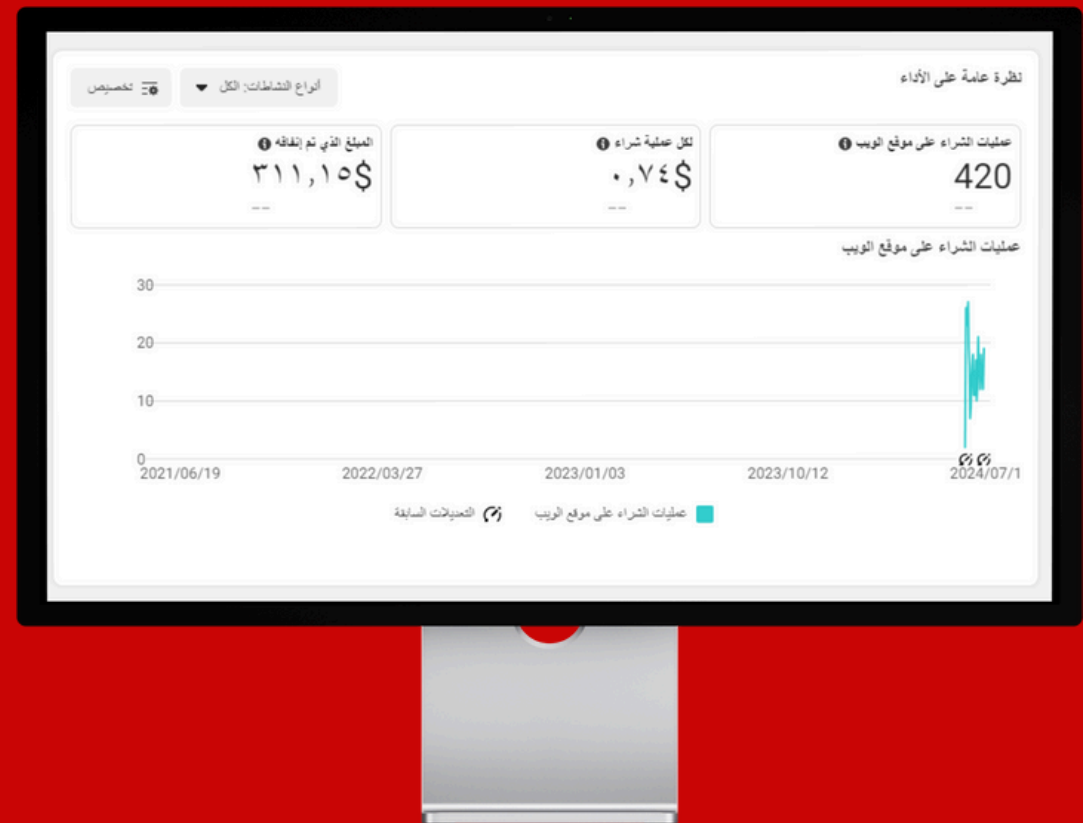 نظرة عامة على الأداء
أنواع النشاطات: الكل
تخصيص
عمليات الشراء على موقع الويب
420
--
لكل عملية شراء
٠,٧٤$
--
المبلغ الذي تم إنفاقه
٣١١,١٥$
--
عمليات الشراء على موقع الويب
30
20
10
0
2021/06/19
2022/03/27
2023/01/03
2023/10/12
2024/07/1
عمليات الشراء على موقع الويب
التعديلات السابقة